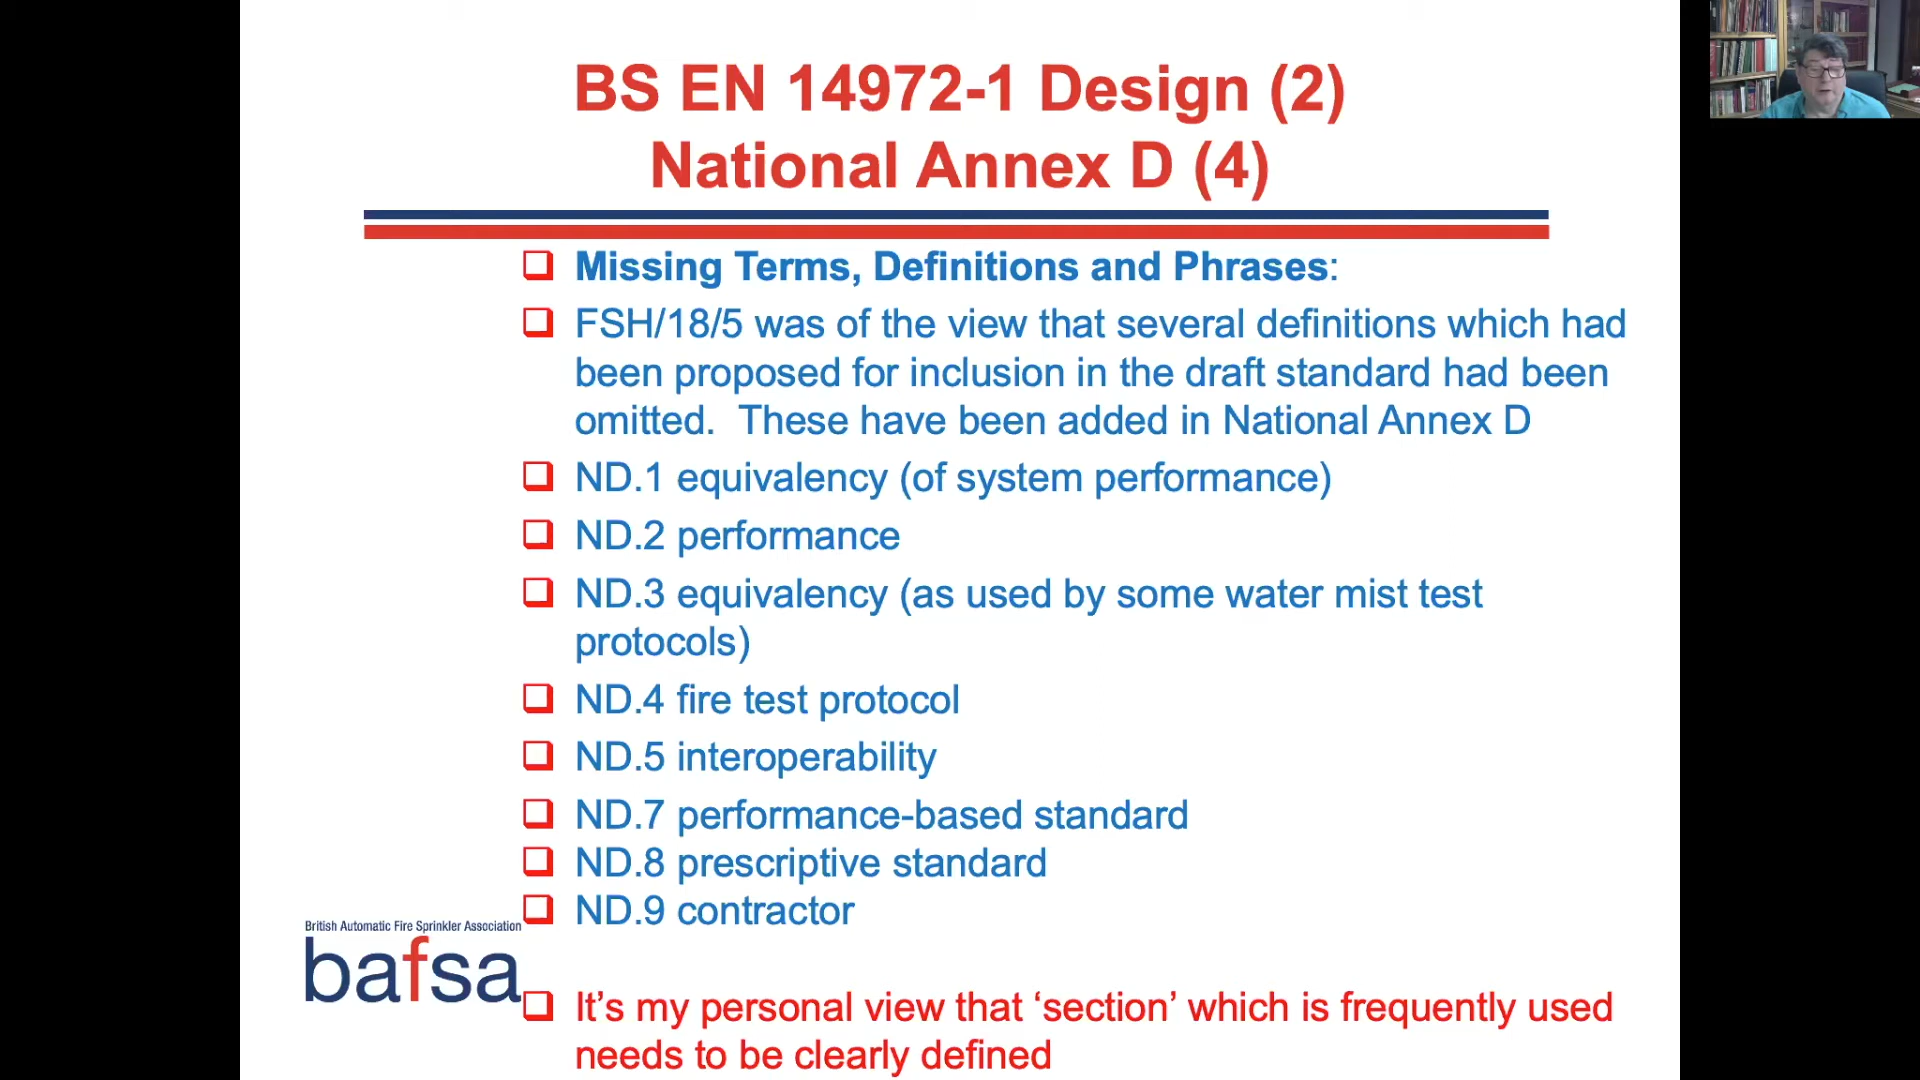 BS EN 14972-1 Design (2)
National Annex D (4)
Missing Terms, Definitions and Phrases:
FSH/18/5 was of the view that several definitions which had
been proposed for inclusion in the draft standard had been
omitted.  These have been added in National Annex D
ND.1 equivalency (of system performance)
ND.2 performance
ND.3 equivalency (as used by some water mist test
protocols)
ND.4 fire test protocol
ND.5 interoperability
ND.7 performance-based standard
ND.8 prescriptive standard
ND.9 contractor
British Automatic Fire Sprinkler Association
bafsa
It’s my personal view that ‘section’ which is frequently used
needs to be clearly defined